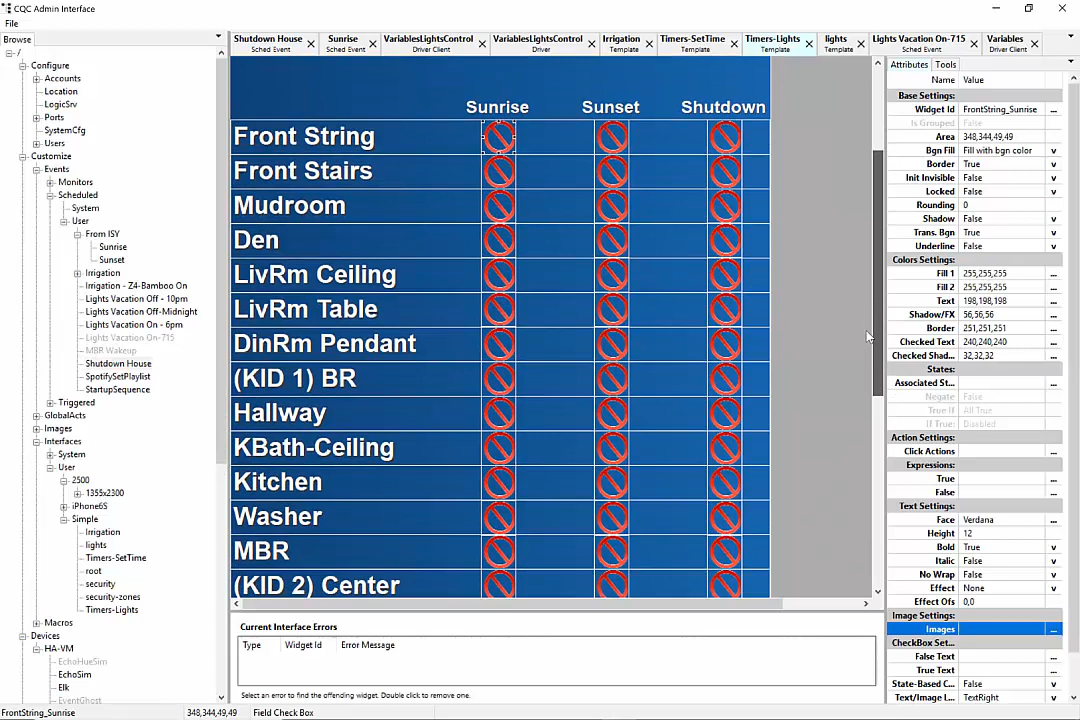 CQC Admin Interface
File
Browse
/
Configure
Accounts
Location
LogicSrv
Ports
SystemCfg
Users
Customize
Events
Monitors
Scheduled
System
User
From ISY
Sunrise
Sunset
Irrigation
Irrigation - Z4-Bamboo On
Lights Vacation Off - 10pm
Lights Vacation Off-Midnight
Lights Vacation On - 6pm
Lights Vacation On-715
MBR Wakeup
Shutdown House
SpotifySetPlaylist
StartupSequence
Triggered
GlobalActs
Images
Interfaces
System
User
2500
1355x2300
iPhone6S
Simple
Irrigation
lights
Timers-SetTime
root
security
security-zones
Timers-Lights
Macros
Devices
HA-VM
EchoHueSim
EchoSim
Elk
EventGhost
Shutdown House
Sched Event
Sunrise
Sched Event
VariablesLightsControl
Driver Client
VariablesLightsControl
Driver
Irrigation
Template
Timers-SetTime
Template
Timers-Lights
Template
lights
Template
Lights Vacation On-715
Sched Event
Variables
Driver Client
Sunrise Sunset Shutdown
Front String
Front Stairs
Mudroom
Den
LivRm Ceiling
LivRm Table
DinRm Pendant
(KID 1) BR
Hallway
KBath-Ceiling
Kitchen
Washer
MBR
(KID 2) Center
Current Interface Errors
Type Widget Id Error Message
Select an error to find the offending widget. Double click to remove one.
Attributes Tools
Name Value
Base Settings:
Widget Id FrontString_Sunrise ...
Is Grouped False
Area 348,344,49,49
Bgn Fill Fill with bgn color v
Border True v
Init Invisible False v
Locked False v
Rounding 0
Shadow False v
Trans. Bgn True v
Underline False v
Colors Settings:
Fill 1 255,255,255 ...
Fill 2 255,255,255 ...
Text 198,198,198 ...
Shadow/FX 56,56,56 ...
Border 251,251,251 ...
Checked Text 240,240,240 ...
Checked Shad... 32,32,32 ...
States:
Associated St... ...
Negate False
True If All True
If True: Disabled
Action Settings:
Click Actions ...
Expressions:
True ...
False ...
Text Settings:
Face Verdana ...
Height 12
Bold True v
Italic False v
No Wrap False v
Effect None v
Effect Ofs 0,0
Image Settings:
Images ...
CheckBox Set...
False Text
True Text
State-Based C... False v
Text/Image L... TextRight v
FrontString_Sunrise 348,344,49,49 Field Check Box